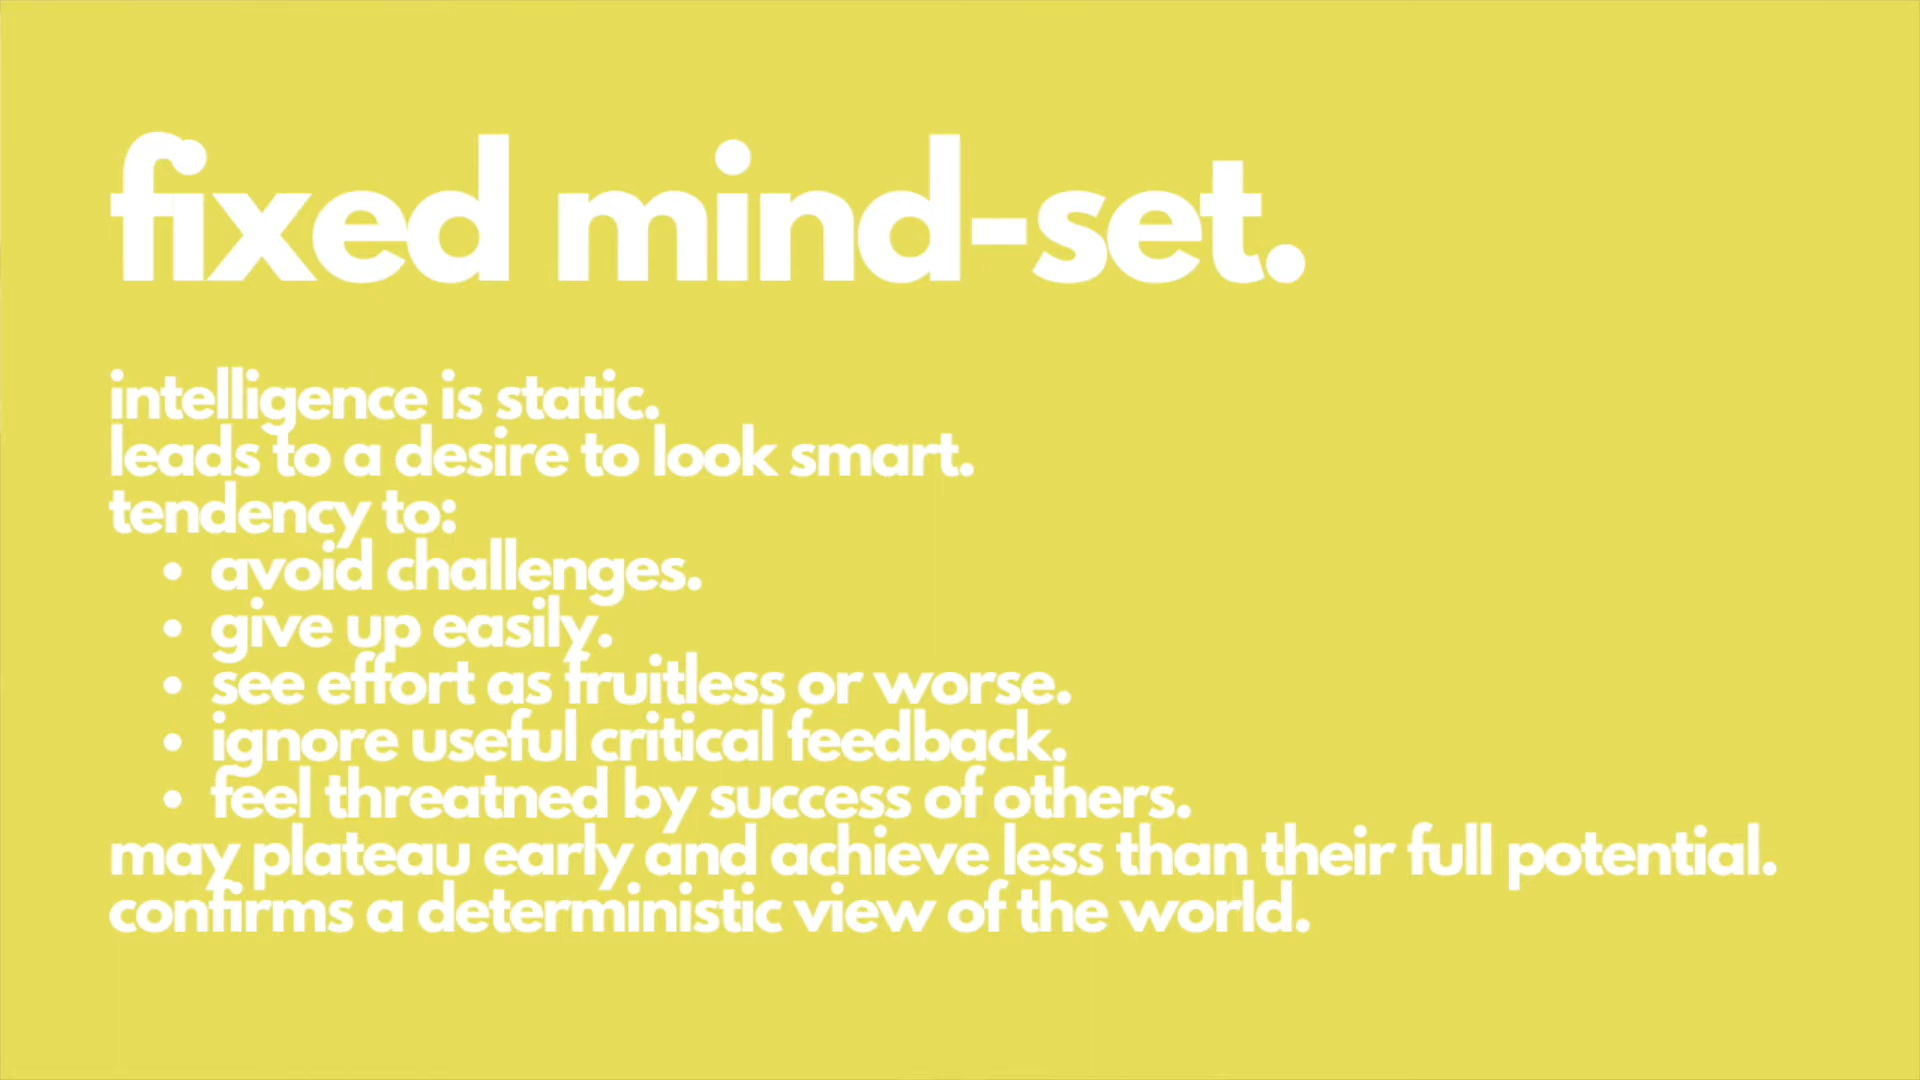 fixed mind-set.
intelligence is static.
leads to a desire to look smart.
tendency to:
• avoid challenges.
• give up easily.
• see effort as fruitless or worse.
• ignore useful critical feedback.
• feel threatned by success of others.
may plateau early and achieve less than their full potential.
confirms a deterministic view of the world.